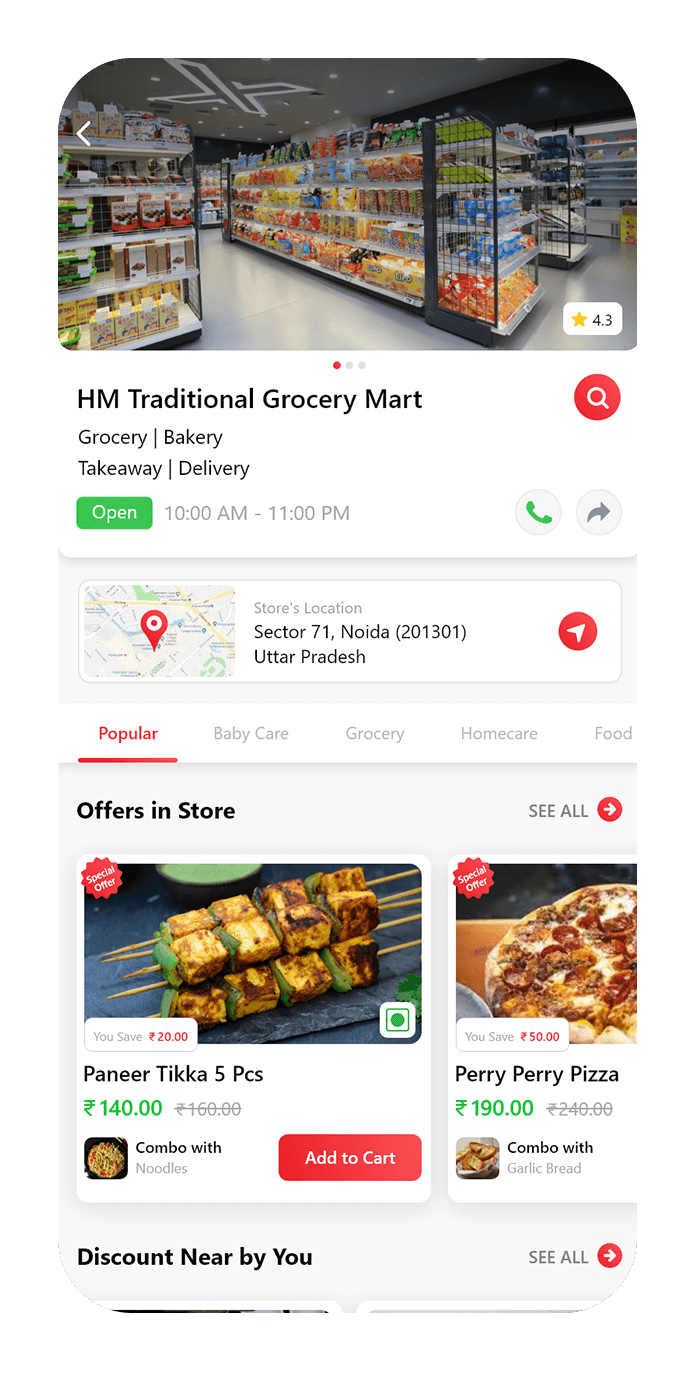 4.3
HM Traditional Grocery Mart
Grocery | Bakery
Takeaway | Delivery
Open 10:00 AM - 11:00 PM
Store's Location
Sector 71, Noida (201301)
Uttar Pradesh
Popular Baby Care Grocery Homecare Food
Offers in Store SEE ALL
Special
Offer
Special
Offer
You Save ₹20.00
You Save ₹50.00
Paneer Tikka 5 Pcs
Perry Perry Pizza
₹140.00 ₹160.00
₹190.00 ₹240.00
Combo with
Noodles
Add to Cart
Combo with
Garlic Bread
Discount Near by You SEE ALL